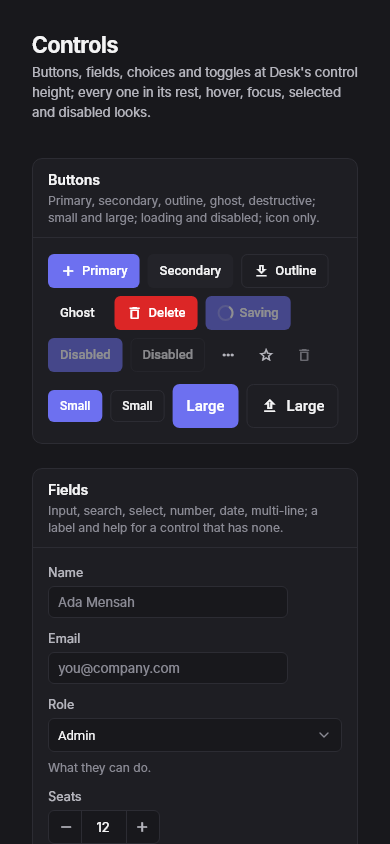 Controls
Buttons, fields, choices and toggles at Desk's control
height; every one in its rest, hover, focus, selected
and disabled looks.
Buttons
Primary, secondary, outline, ghost, destructive;
small and large; loading and disabled; icon only.
Primary Secondary Outline
Ghost Delete Saving
Disabled Disabled
Small Small Large Large
Fields
Input, search, select, number, date, multi-line; a
label and help for a control that has none.
Name
Ada Mensah
Email
you@company.com
Role
Admin
What they can do.
Seats
12